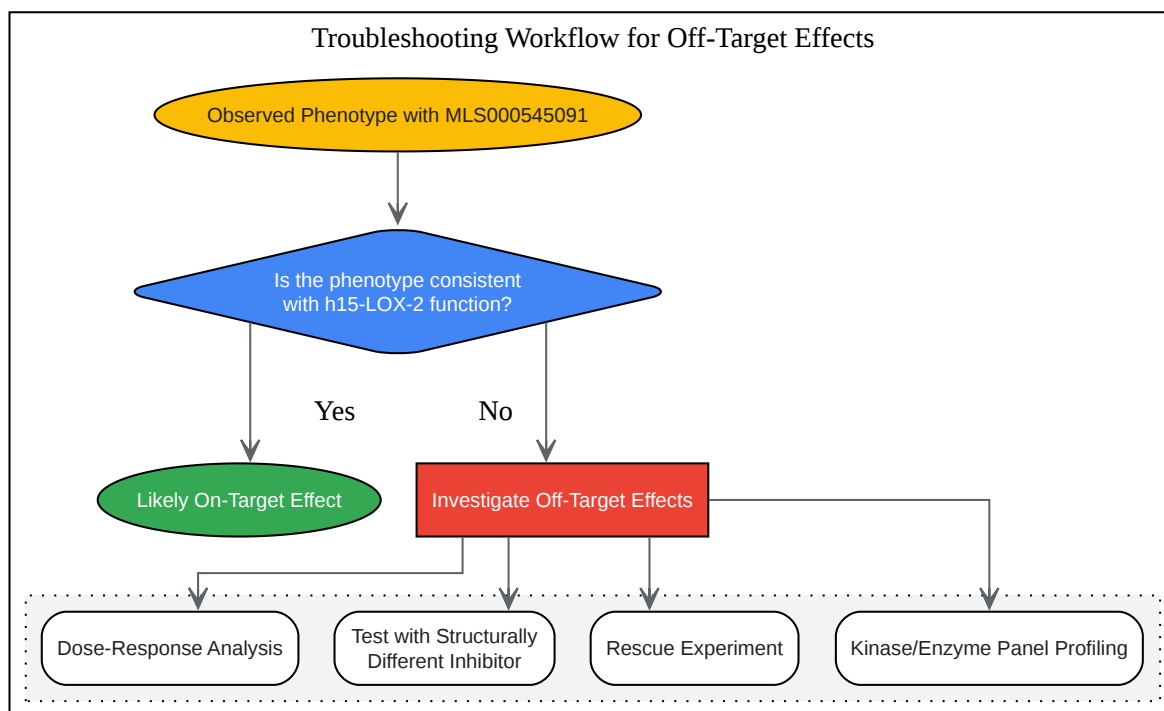 Troubleshooting Workflow for Off-Target Effects
Observed Phenotype with MLS000545091
Is the phenotype consistent
with h15-LOX-2 function?
Yes
No
Likely On-Target Effect
Investigate Off-Target Effects
Dose-Response Analysis
Test with Structurally
Different Inhibitor
Rescue Experiment
Kinase/Enzyme Panel Profiling